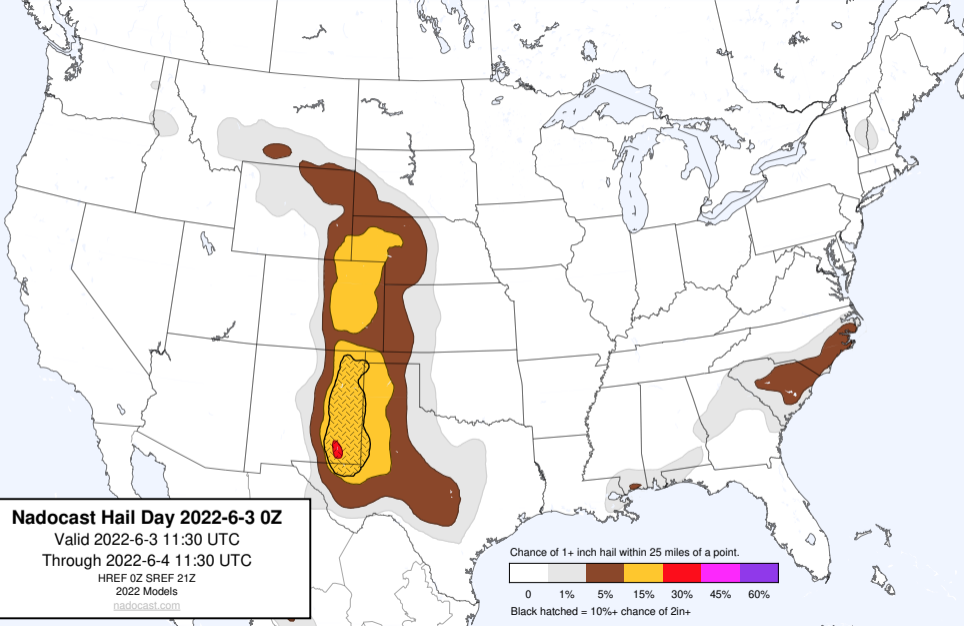 Nadocast Hail Day 2022-6-3 0Z
Valid 2022-6-3 11:30 UTC
Through 2022-6-4 11:30 UTC
HREF 0Z SREF 21Z
2022 Models
nadocast.com
Chance of 1+ inch hail within 25 miles of a point.
0 1% 5% 15% 30% 45% 60%
Black hatched = 10%+ chance of 2in+